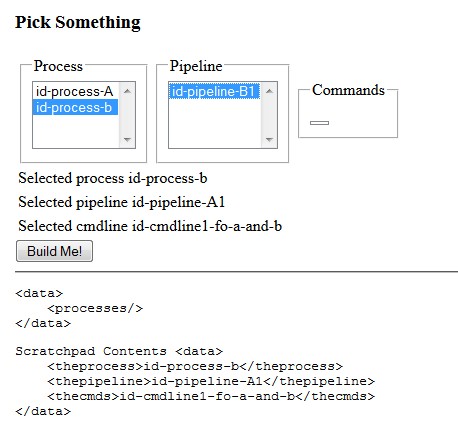 Pick Something
Process
Pipeline
Commands
id-process-A
id-process-b
id-pipeline-B1
Selected process id-process-b
Selected pipeline id-pipeline-A1
Selected cmdline id-cmdline1-fo-a-and-b
Build Me!
<data>
<processes/>
</data>
Scratchpad Contents <data>
<theprocess>id-process-b</theprocess>
<thepipeline>id-pipeline-A1</thepipeline>
<thecmds>id-cmdline1-fo-a-and-b</thecmds>
</data>